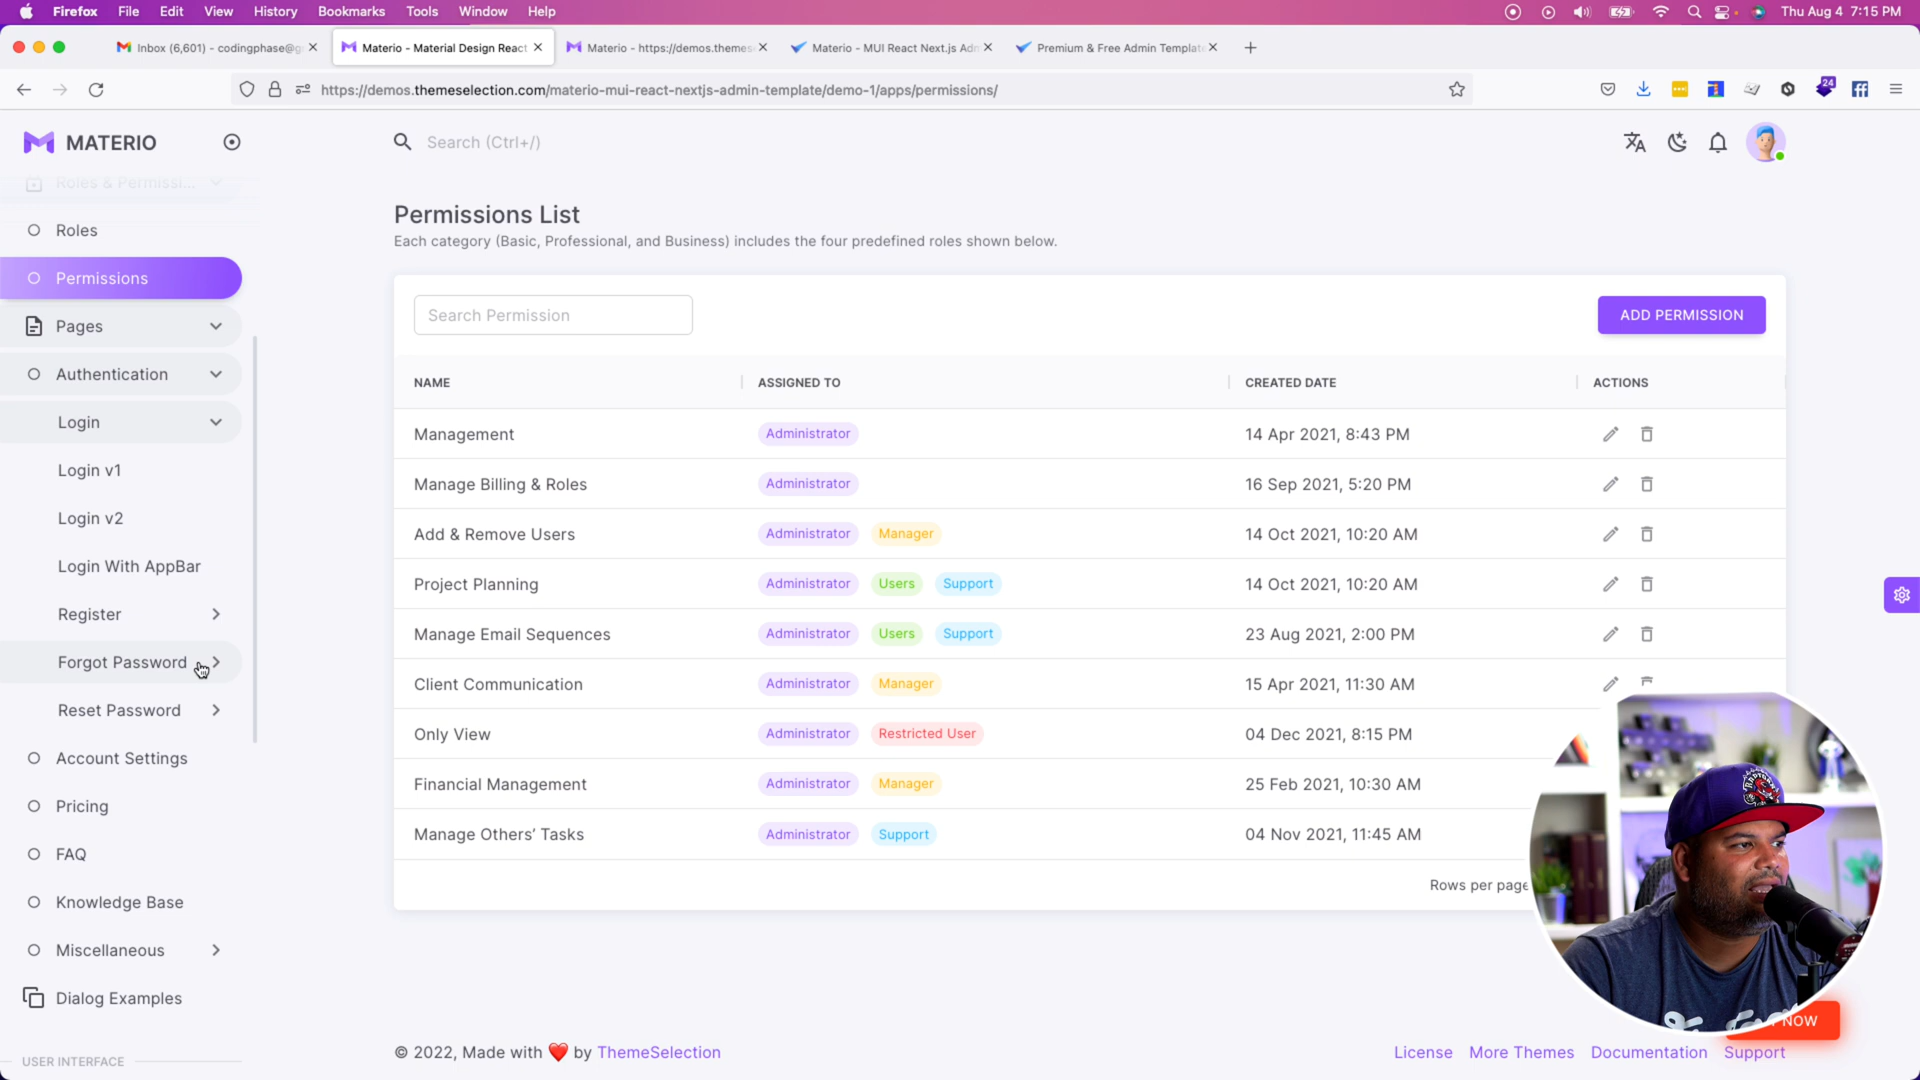 Firefox File Edit View History Bookmarks Tools Window Help Thu Aug 4 7:15 PM
Inbox (6,601) - codingphase@g
Materio - Material Design React
Materio - https://demos.themes
Materio - MUI React Next.js Adm
Premium & Free Admin Template
https://demos.themeselection.com/materio-mui-react-nextjs-admin-template/demo-1/apps/permissions/
24
MATERIO
Search (Ctrl+/)
Roles & Permissi...
Roles
Permissions
Pages
Authentication
Login
Login v1
Login v2
Login With AppBar
Register
Forgot Password
Reset Password
Account Settings
Pricing
FAQ
Knowledge Base
Miscellaneous
Dialog Examples
USER INTERFACE
Permissions List
Each category (Basic, Professional, and Business) includes the four predefined roles shown below.
Search Permission
ADD PERMISSION
NAME ASSIGNED TO CREATED DATE ACTIONS
Management Administrator 14 Apr 2021, 8:43 PM
Manage Billing & Roles Administrator 16 Sep 2021, 5:20 PM
Add & Remove Users Administrator Manager 14 Oct 2021, 10:20 AM
Project Planning Administrator Users Support 14 Oct 2021, 10:20 AM
Manage Email Sequences Administrator Users Support 23 Aug 2021, 2:00 PM
Client Communication Administrator Manager 15 Apr 2021, 11:30 AM
Only View Administrator Restricted User 04 Dec 2021, 8:15 PM
Financial Management Administrator Manager 25 Feb 2021, 10:30 AM
Manage Others’ Tasks Administrator Support 04 Nov 2021, 11:45 AM
Rows per page
NOW
© 2022, Made with ❤️ by ThemeSelection
License More Themes Documentation Support